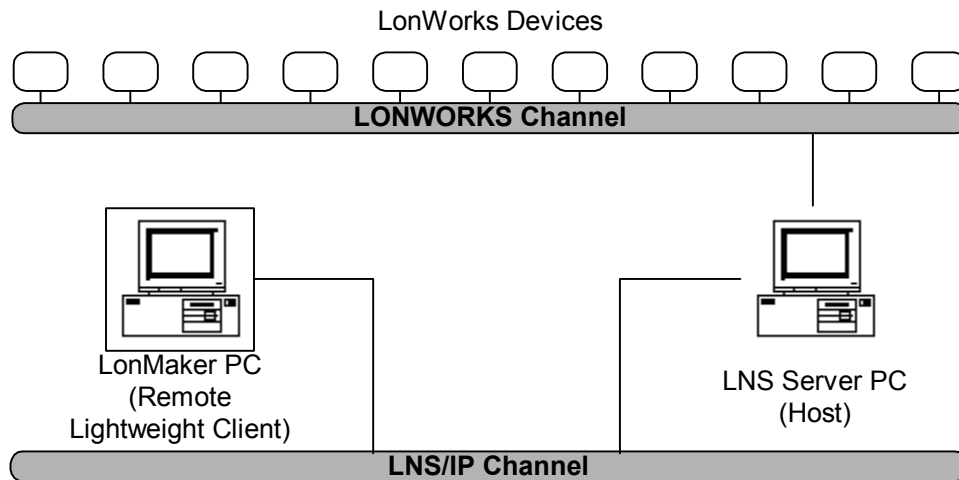 LonWorks Devices
LONWORKS Channel
LonMaker PC
(Remote
Lightweight Client)
LNS Server PC
(Host)
LNS/IP Channel